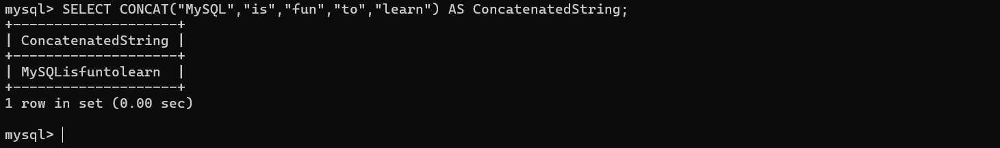 mysql> SELECT CONCAT("MySQL","is","fun","to","learn") AS ConcatenatedString;
+--------------------+
| ConcatenatedString |
+--------------------+
| MySQLisfuntolearn  |
+--------------------+
1 row in set (0.00 sec)
mysql>